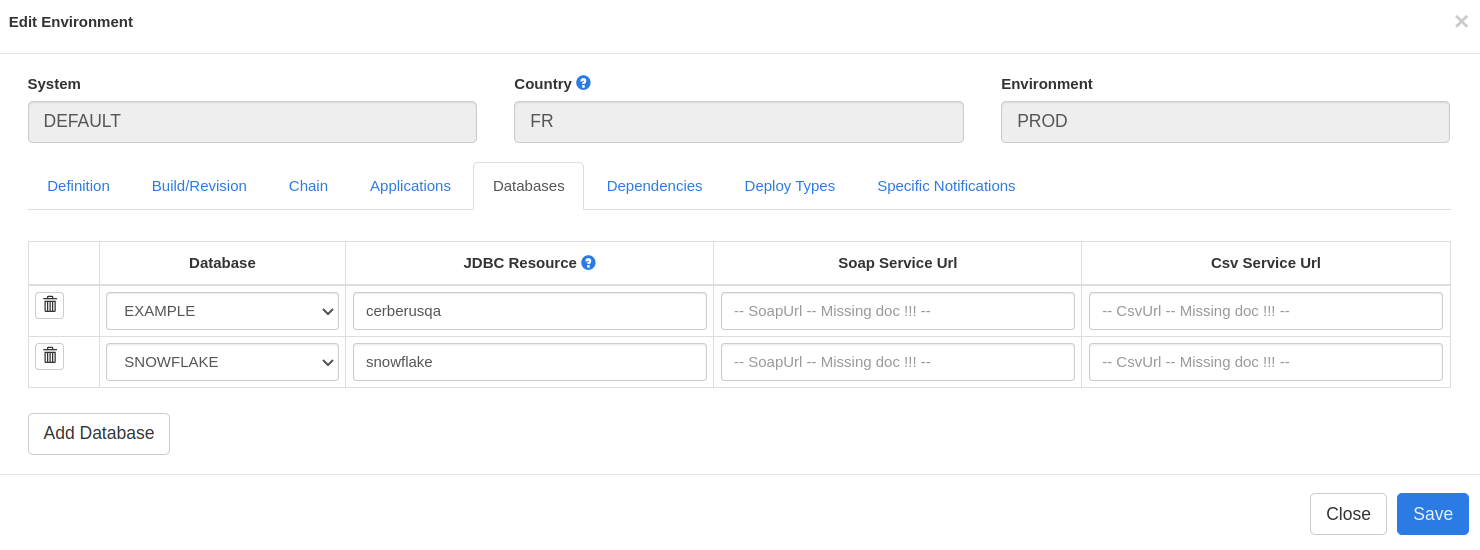 Edit Environment ×
System Country ? Environment
DEFAULT FR PROD
Definition Build/Revision Chain Applications Databases Dependencies Deploy Types Specific Notifications
Database JDBC Resource ? Soap Service Url Csv Service Url
EXAMPLE cerberusqa -- SoapUrl -- Missing doc !!! -- -- CsvUrl -- Missing doc !!! --
SNOWFLAKE snowflake -- SoapUrl -- Missing doc !!! -- -- CsvUrl -- Missing doc !!! --
Add Database
Close Save